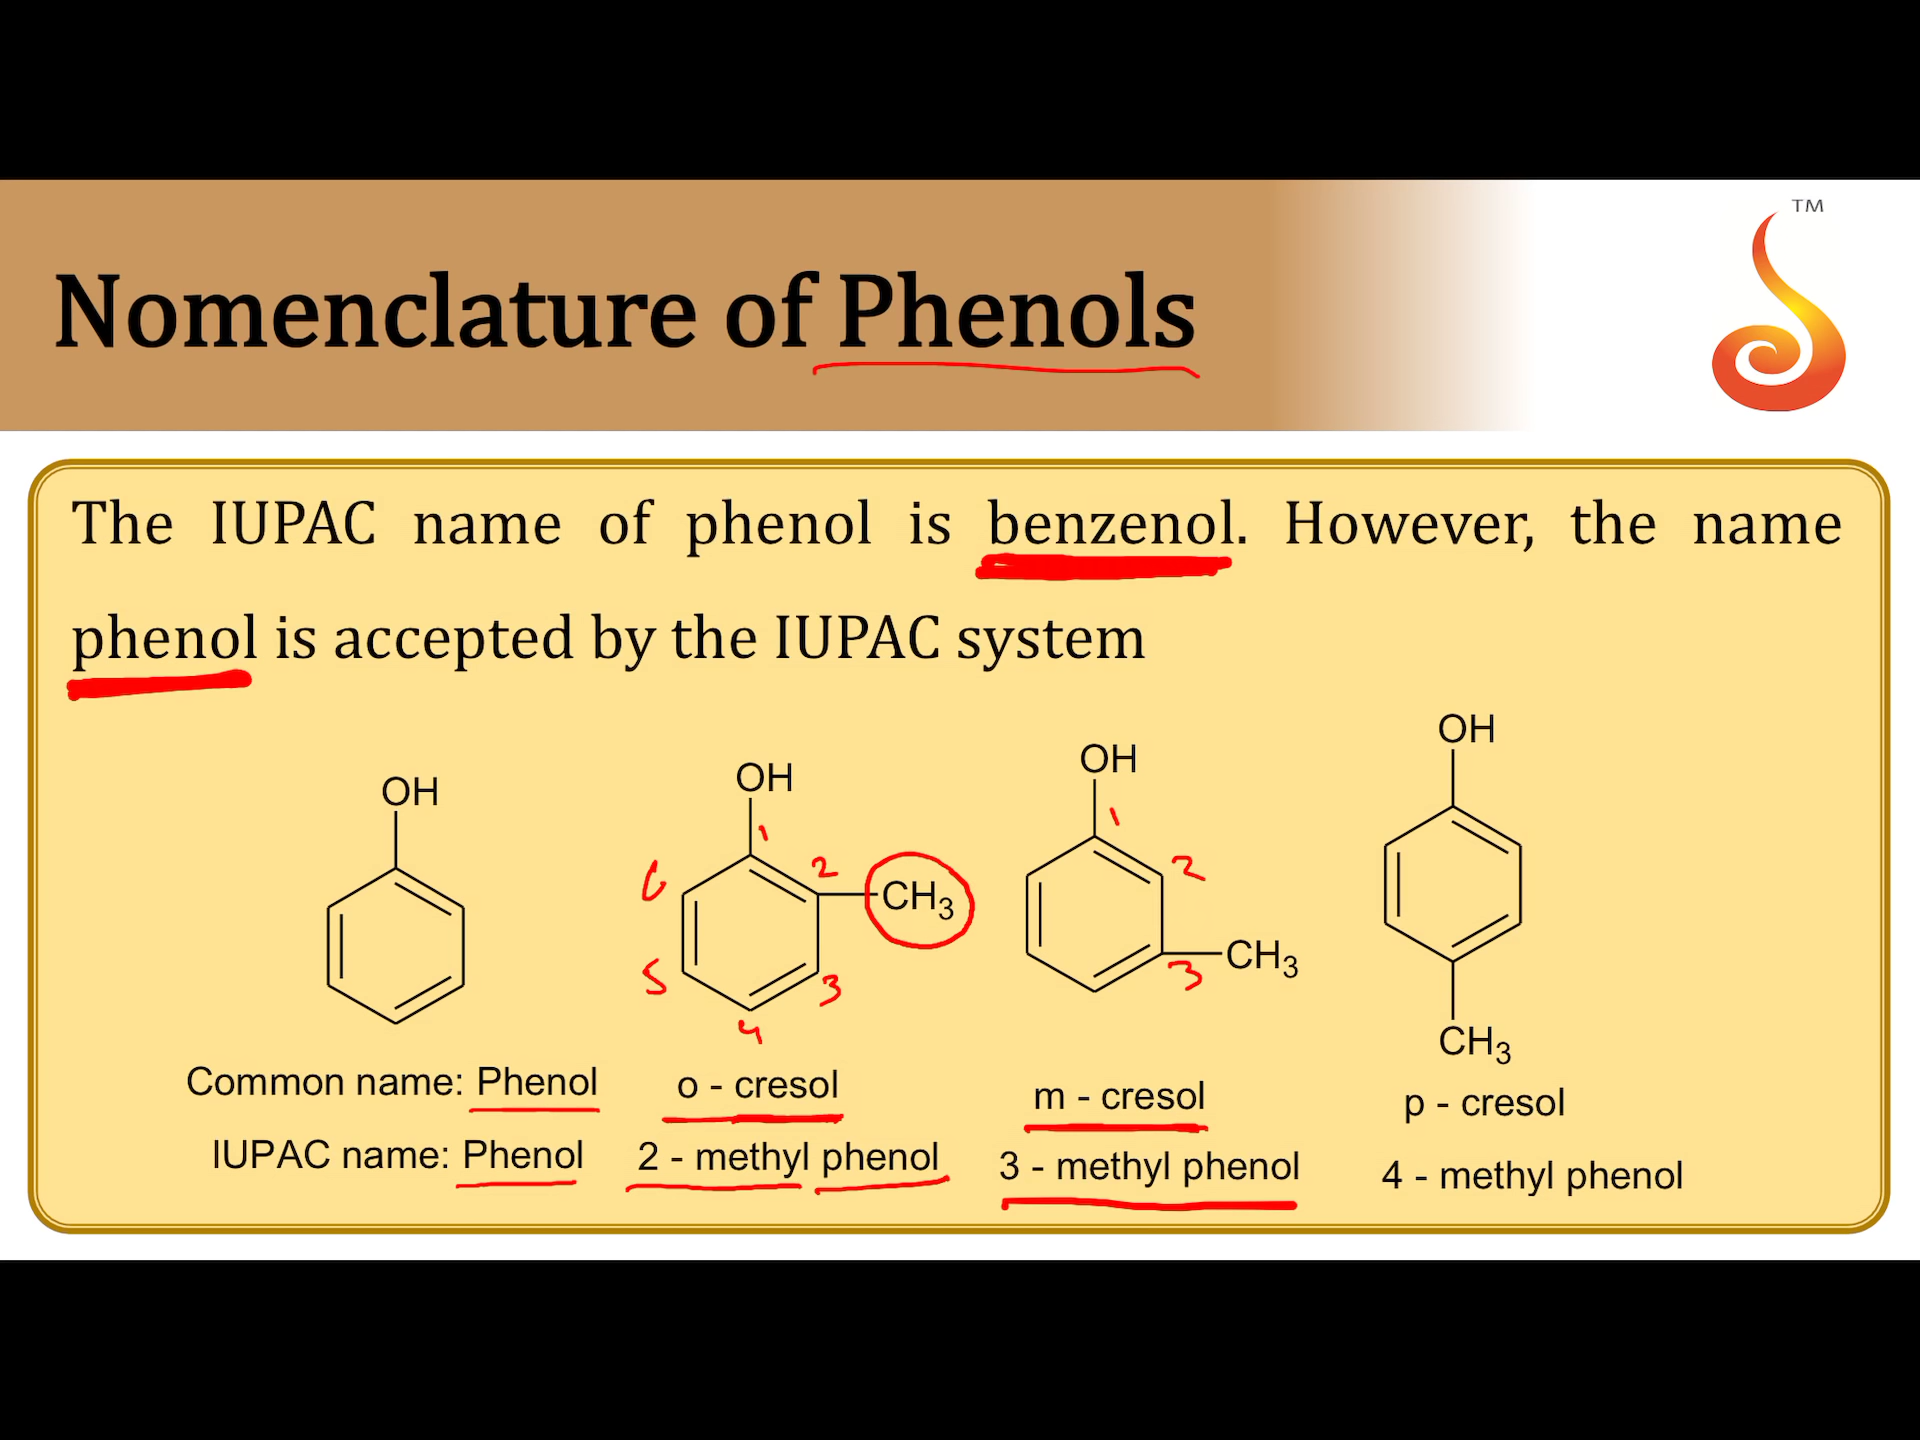 TM
Nomenclature of Phenols
The IUPAC name of phenol is benzenol. However, the name
phenol is accepted by the IUPAC system
OH
OH
1
2
3
4
5
6
CH3
OH
1
2
3
CH3
OH
CH3
Common name: Phenol
o - cresol
m - cresol
p - cresol
IUPAC name: Phenol
2 - methyl phenol
3 - methyl phenol
4 - methyl phenol